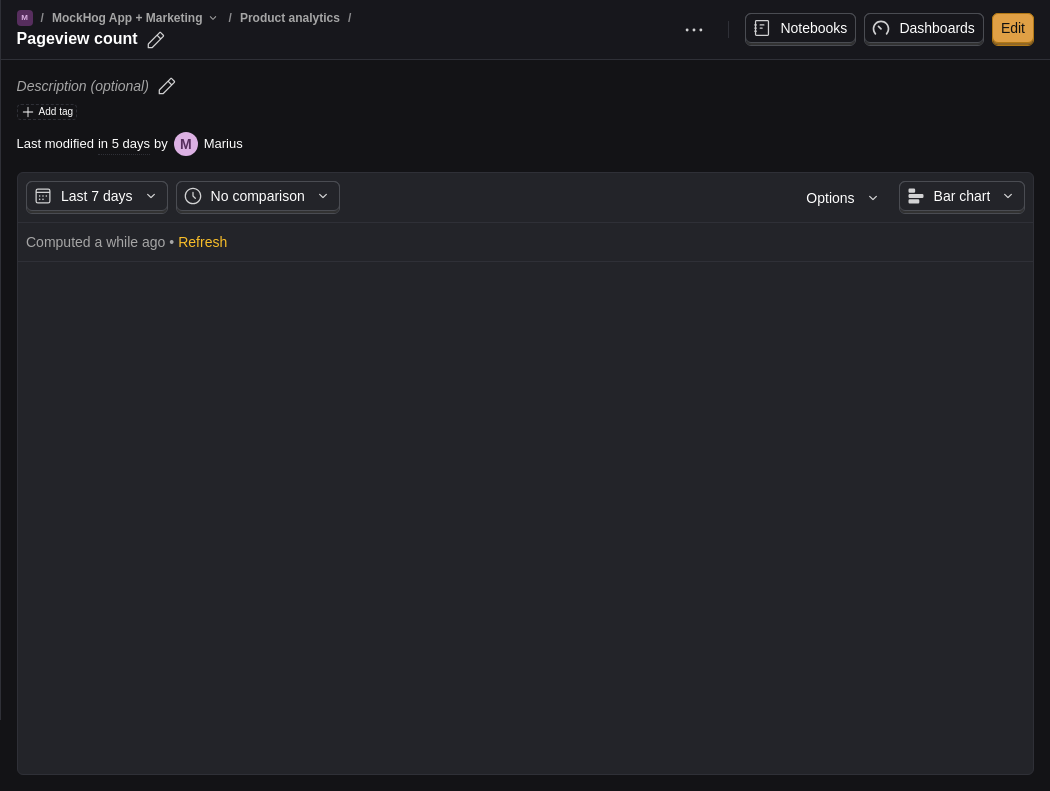 M / MockHog App + Marketing / Product analytics /
Pageview count
Notebooks
Dashboards
Edit
Description (optional)
Add tag
Last modified in 5 days by M Marius
Last 7 days
No comparison
Options
Bar chart
Computed a while ago • Refresh